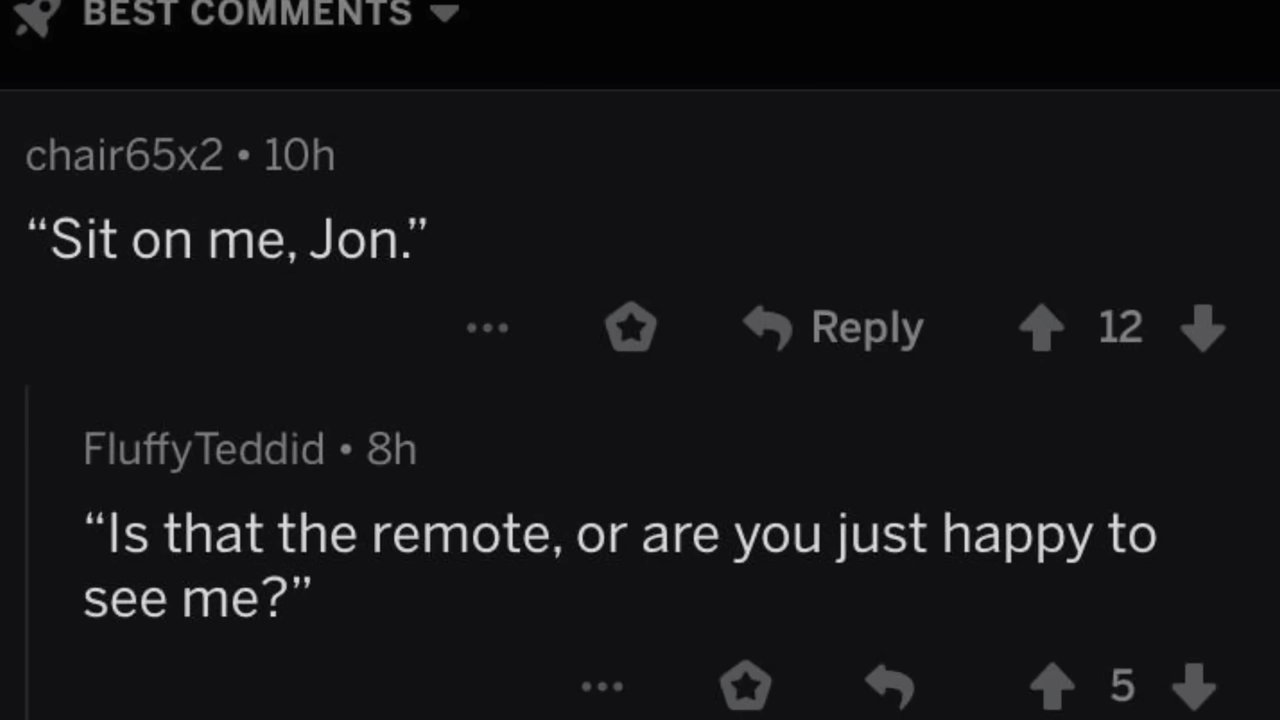 BEST COMMENTS
chair65x2 • 10h
“Sit on me, Jon.”
Reply 12
FluffyTeddid • 8h
“Is that the remote, or are you just happy to
see me?”
5